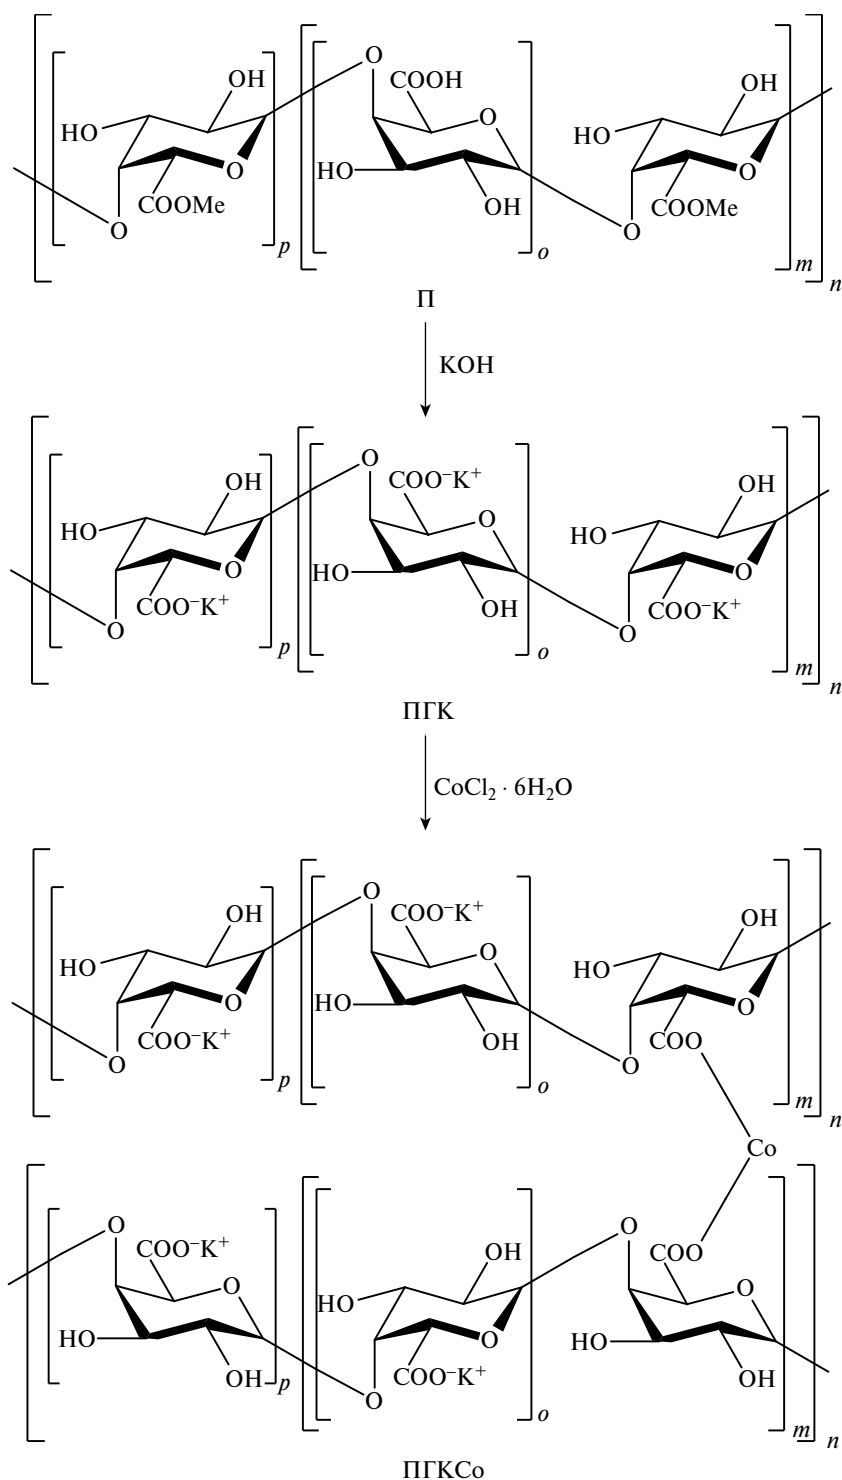 O
OH COOH OH
HO O HO
O HO O
COOMe OH COOMe
O O
p o m
n
П
KOH
O
OH COO⁻K⁺ OH
HO O HO
O HO O
COO⁻K⁺ OH COO⁻K⁺
O O
p o m
n
ПГК
CoCl₂ · 6H₂O
O
OH COO⁻K⁺ OH
HO O HO
O HO O
COO⁻K⁺ OH COO
O O
p o m
n
Co
O O
COO⁻K⁺ OH COO
O HO O
HO O HO
OH COO⁻K⁺ OH
O
p o m n
ПГКCo